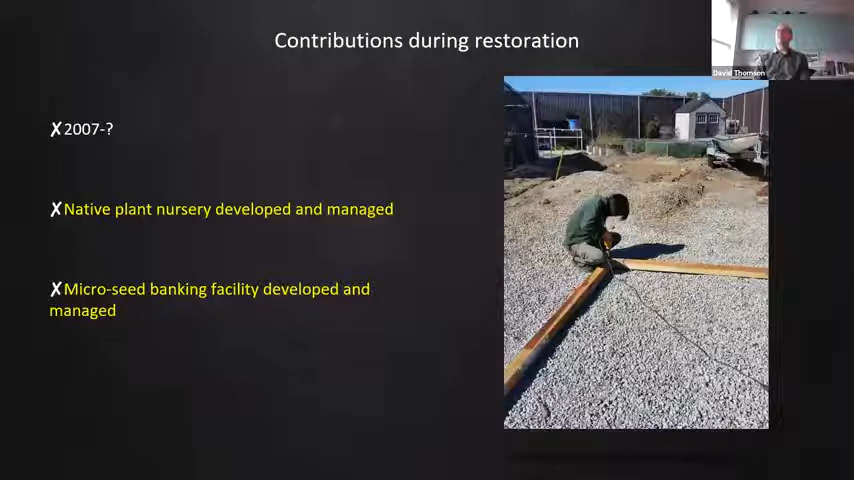 Contributions during restoration
David Thomson
✗2007-?
✗Native plant nursery developed and managed
✗Micro-seed banking facility developed and
managed